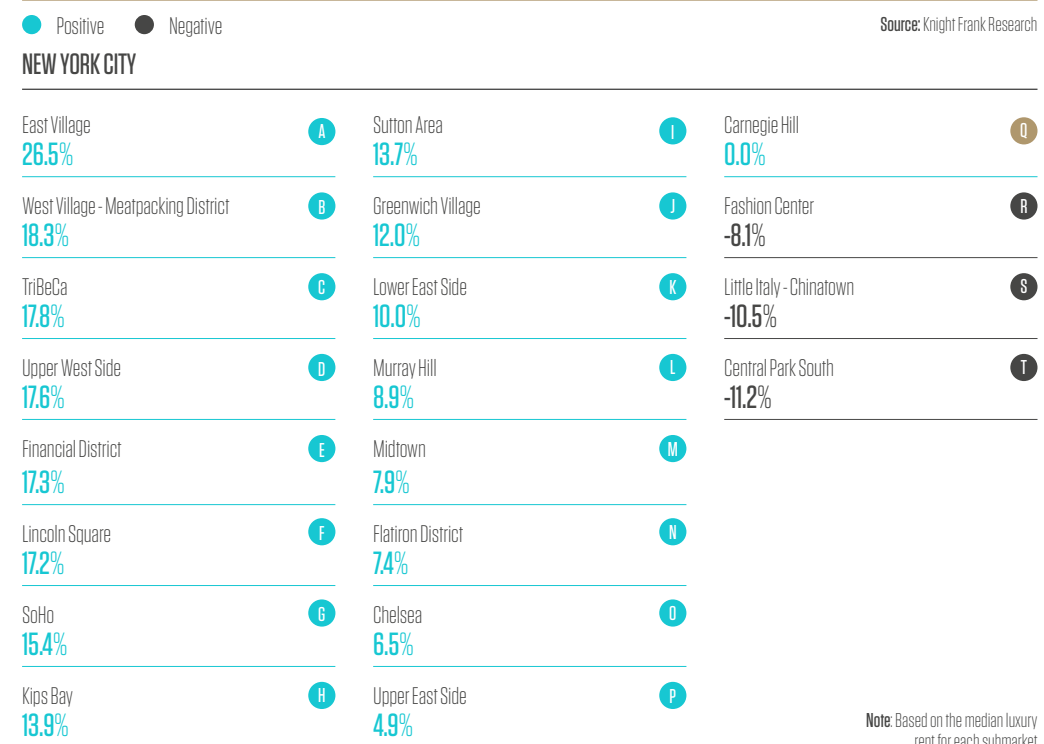 Positive
Negative
Source: Knight Frank Research
NEW YORK CITY
East Village
A
26.5%
West Village - Meatpacking District
B
18.3%
TriBeCa
C
17.8%
Upper West Side
D
17.6%
Financial District
E
17.3%
Lincoln Square
F
17.2%
SoHo
G
15.4%
Kips Bay
H
13.9%
Sutton Area
I
13.7%
Greenwich Village
J
12.0%
Lower East Side
K
10.0%
Murray Hill
L
8.9%
Midtown
M
7.9%
Flatiron District
N
7.4%
Chelsea
O
6.5%
Upper East Side
P
4.9%
Carnegie Hill
Q
0.0%
Fashion Center
R
-8.1%
Little Italy - Chinatown
S
-10.5%
Central Park South
T
-11.2%
Note: Based on the median luxury
rent for each submarket